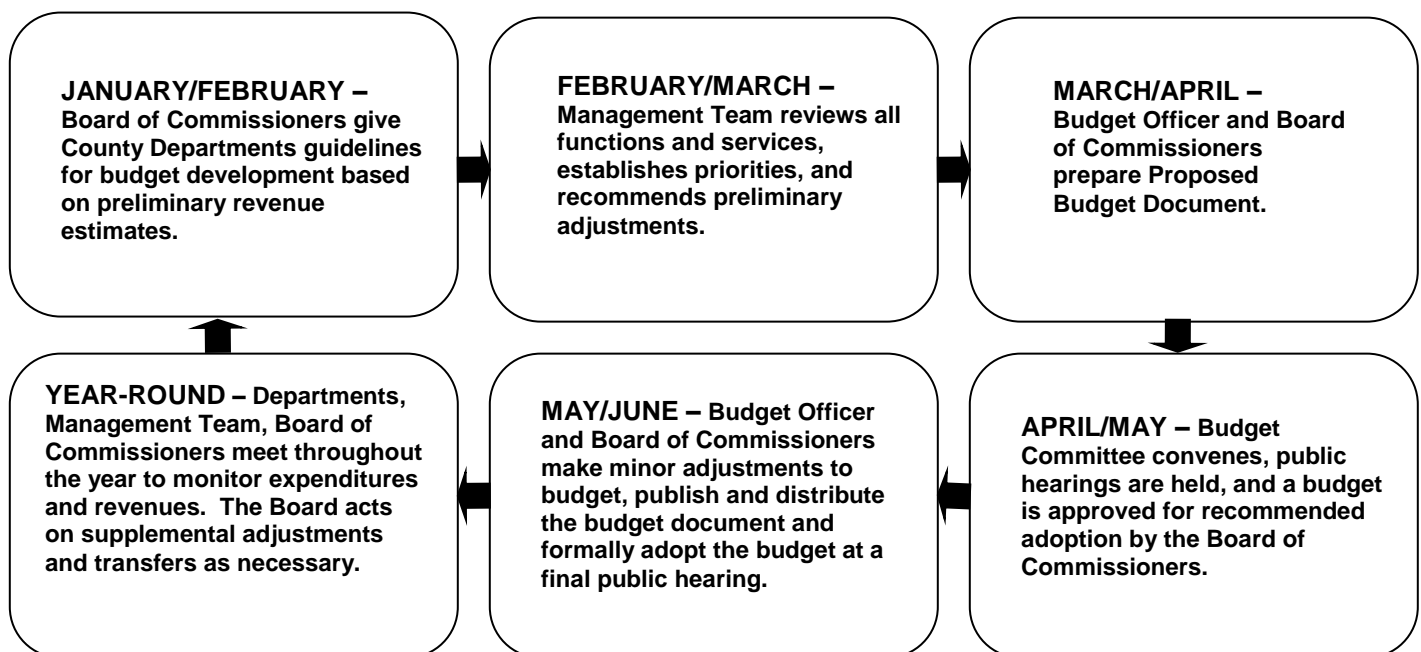 JANUARY/FEBRUARY –
Board of Commissioners give
County Departments guidelines
for budget development based
on preliminary revenue
estimates.
FEBRUARY/MARCH –
Management Team reviews all
functions and services,
establishes priorities, and
recommends preliminary
adjustments.
MARCH/APRIL –
Budget Officer and Board
of Commissioners
prepare Proposed
Budget Document.
APRIL/MAY – Budget
Committee convenes, public
hearings are held, and a budget
is approved for recommended
adoption by the Board of
Commissioners.
MAY/JUNE – Budget Officer
and Board of Commissioners
make minor adjustments to
budget, publish and distribute
the budget document and
formally adopt the budget at a
final public hearing.
YEAR-ROUND – Departments,
Management Team, Board of
Commissioners meet throughout
the year to monitor expenditures
and revenues.  The Board acts
on supplemental adjustments
and transfers as necessary.